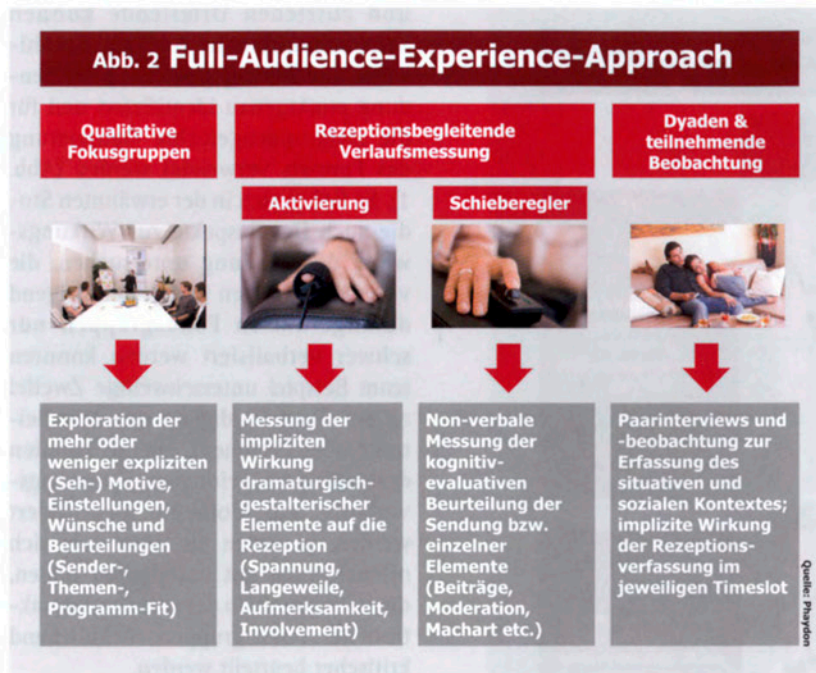 Abb. 2 Full-Audience-Experience-Approach
Qualitative
Fokusgruppen
Rezeptionsbegleitende
Verlaufsmessung
Dyaden &
teilnehmende
Beobachtung
Aktivierung
Schieberegler
Exploration der
mehr oder
weniger expliziten
(Seh-) Motive,
Einstellungen,
Wünsche und
Beurteilungen
(Sender-,
Themen-,
Programm-Fit)
Messung der
impliziten
Wirkung
dramaturgisch-
gestalterischer
Elemente auf die
Rezeption
(Spannung,
Langeweile,
Aufmerksamkeit,
Involvement)
Non-verbale
Messung der
kognitiv-
evaluativen
Beurteilung der
Sendung bzw.
einzelner
Elemente
(Beiträge,
Moderation,
Machart etc.)
Paarinterviews und
-beobachtung zur
Erfassung des
situativen und
sozialen Kontextes;
implizite Wirkung
der Rezeptions-
verfassung im
jeweiligen Timeslot
Quelle: Phaydon